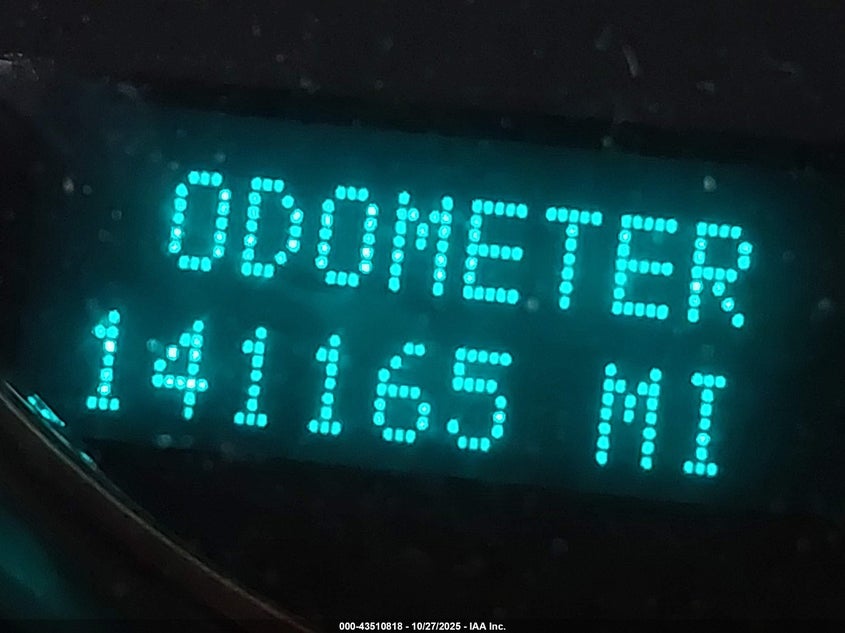 ODOMETER
141165 MI
000-43510818 - 10/27/2025 - IAA Inc.